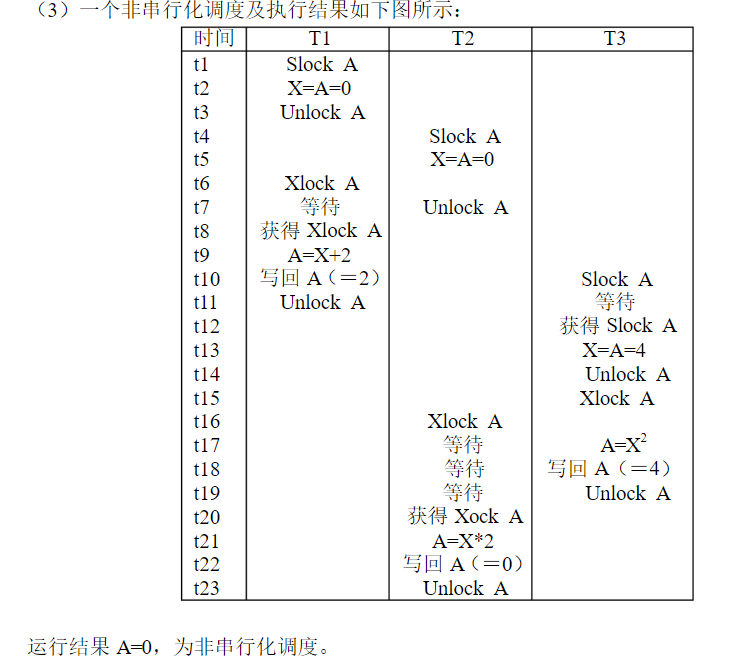 （3）一个非串行化调度及执行结果如下图所示：
时间 T1 T2 T3
t1 Slock A
t2 X=A=0
t3 Unlock A
t4 Slock A
t5 X=A=0
t6 Xlock A
t7 等待 Unlock A
t8 获得 Xlock A
t9 A=X+2
t10 写回 A（＝2） Slock A
t11 Unlock A 等待
t12 获得 Slock A
t13 X=A=4
t14 Unlock A
t15 Xlock A
t16 Xlock A
t17 等待 A=X²
t18 等待 写回 A（＝4）
t19 等待 Unlock A
t20 获得 Xock A
t21 A=X*2
t22 写回 A（＝0）
t23 Unlock A
运行结果 A=0，为非串行化调度。